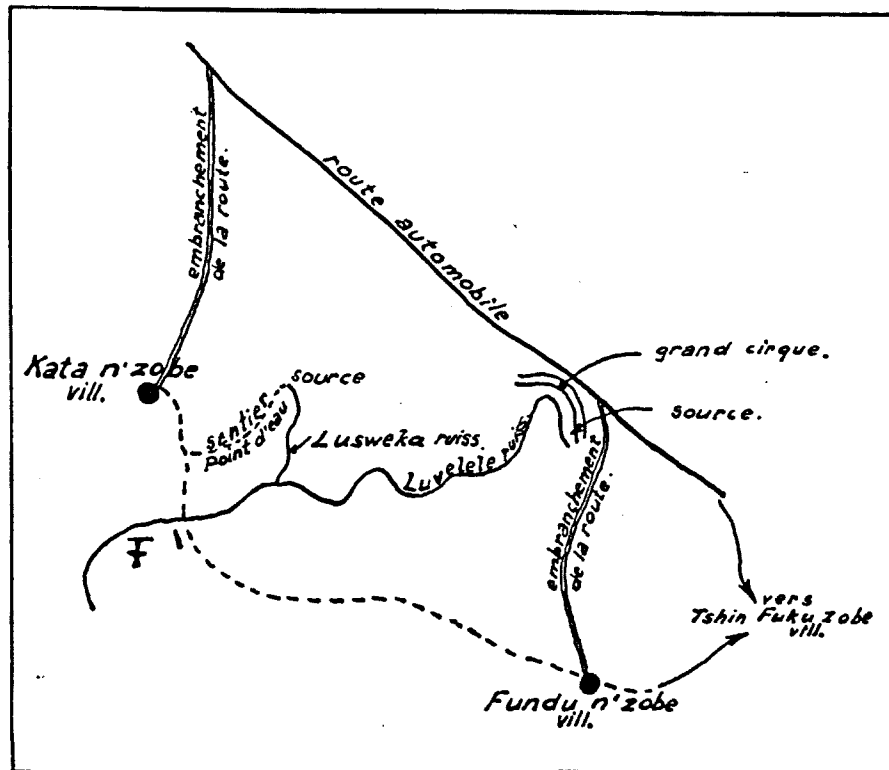 embranchement
de la route.
route automobile
grand cirque.
Kata n'zobe
vill.
source
source.
sentier
point d'eau
Lusweka ruiss.
Luvelele ruiss.
embranchement
de la route.
vers
Tshin Fuku zobe
vill.
Fundu n'zobe
vill.